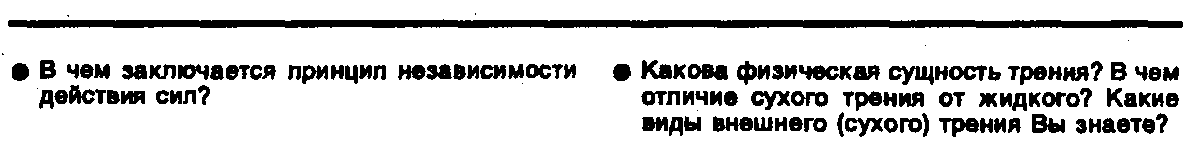 ● В чем заключается принцип независимости
действия сил?
● Какова физическая сущность трения? В чем
отличие сухого трения от жидкого? Какие
виды внешнего (сухого) трения Вы знаете?